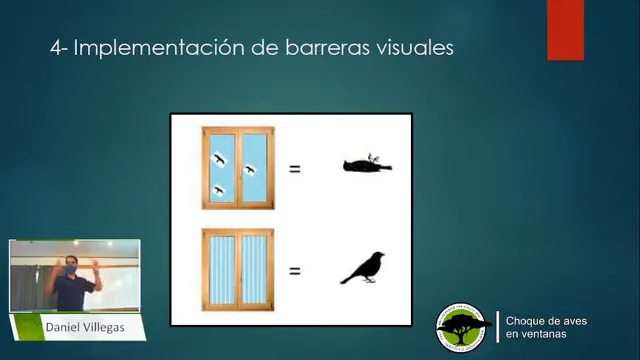 4- Implementación de barreras visuales
=
=
Daniel Villegas
Choque de aves
en ventanas